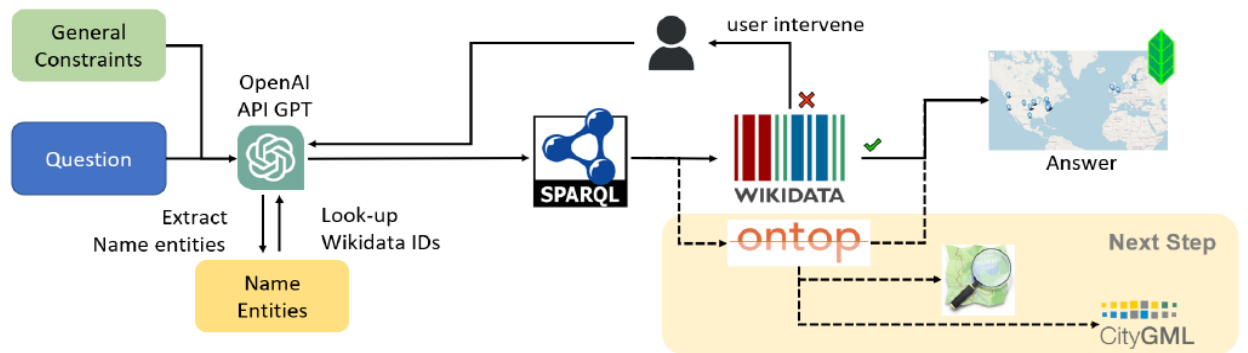 General
Constraints
Question
OpenAI
API GPT
Extract
Name entities
Look-up
Wikidata IDs
Name
Entities
user intervene
SPARQL
WIKIDATA
Answer
ontop
Next Step
CityGML